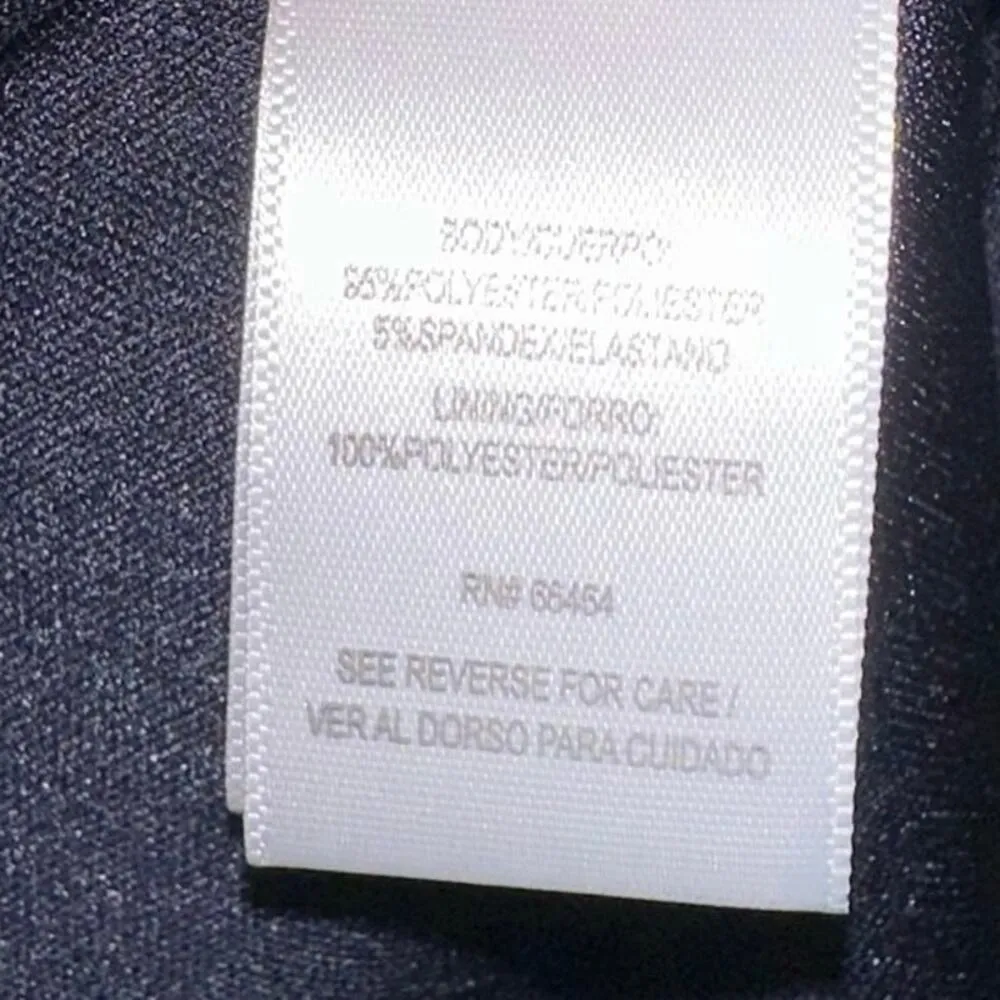 BODY/CUERPO:
95%POLYESTER/POLIESTER
5%SPANDEX/ELASTANO
LINING/FORRO:
100%POLYESTER/POLIESTER
RN# 66454
SEE REVERSE FOR CARE /
VER AL DORSO PARA CUIDADO